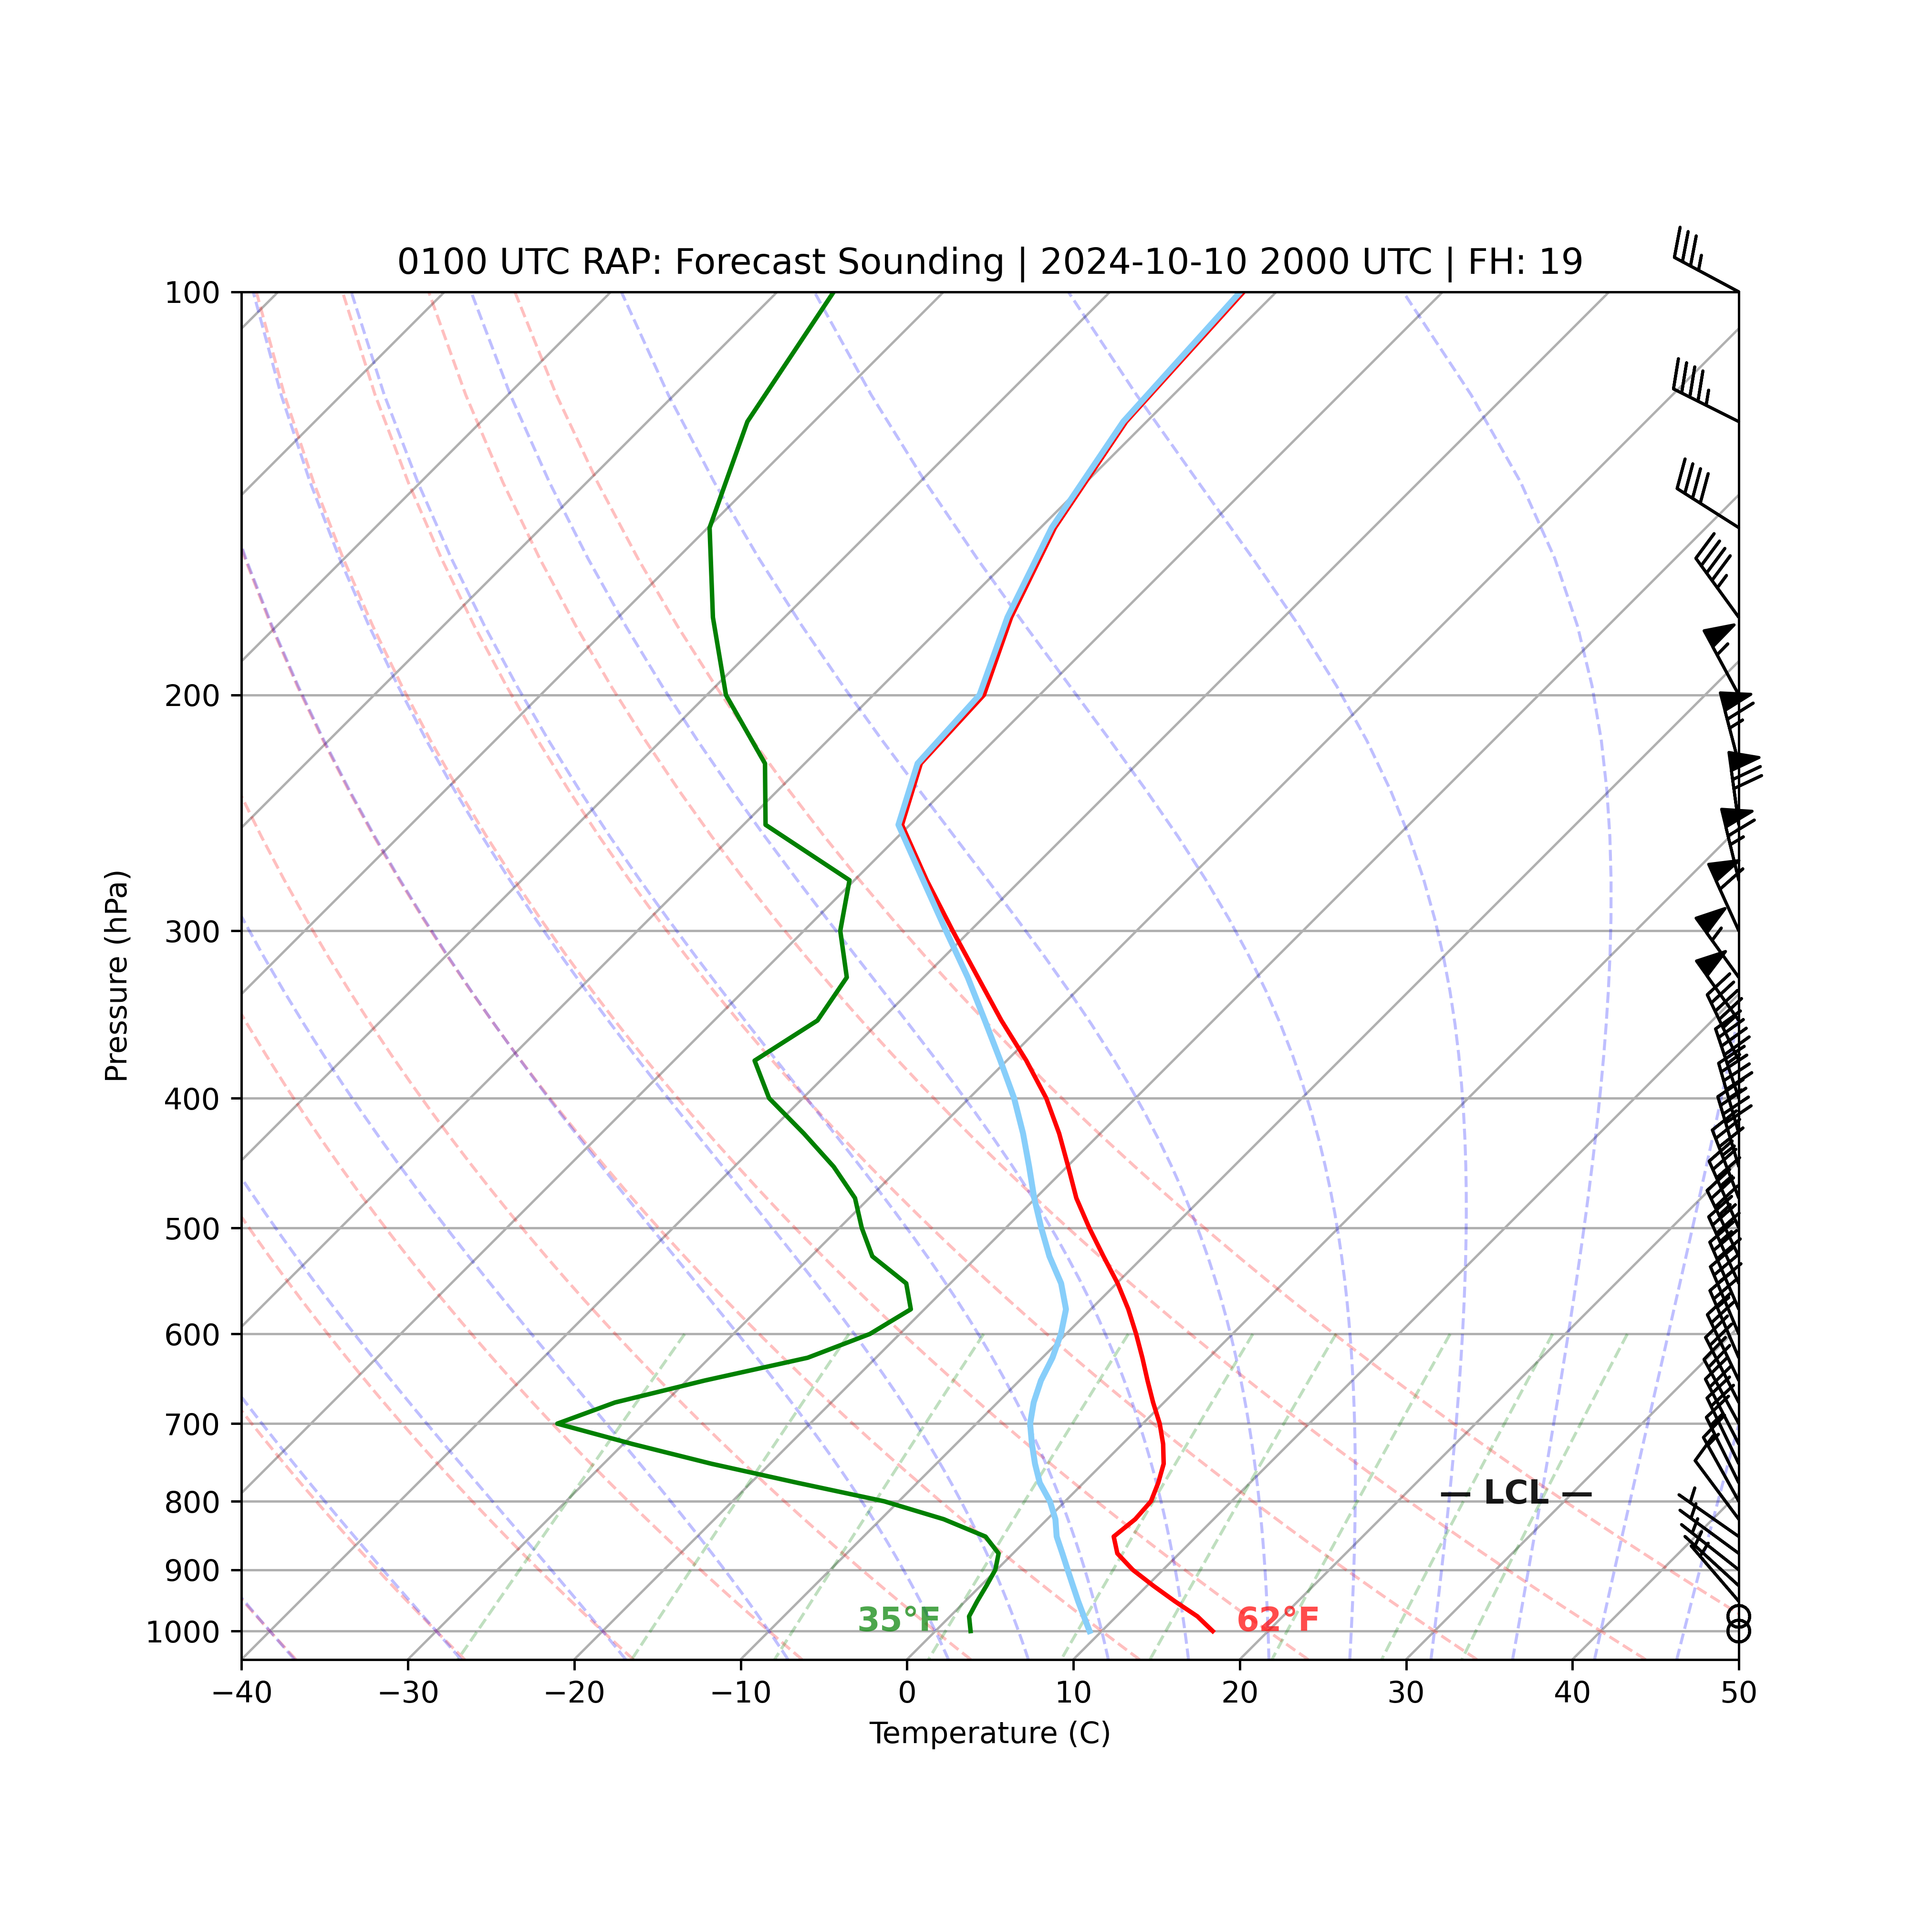 0100 UTC RAP: Forecast Sounding | 2024-10-10 2000 UTC | FH: 19
100
200
300
400
500
600
700
800
900
1000
Pressure (hPa)
— LCL —
35°F
62°F
−40 −30 −20 −10 0 10 20 30 40 50
Temperature (C)